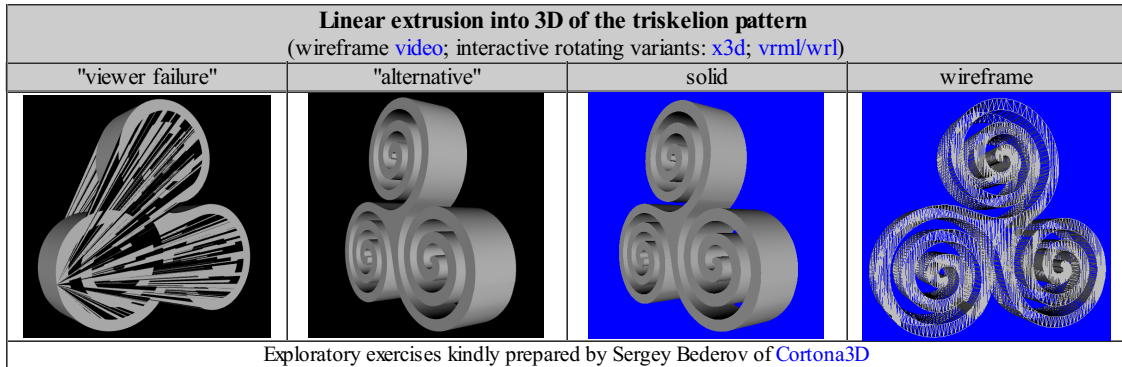 Linear extrusion into 3D of the triskelion pattern
(wireframe video; interactive rotating variants: x3d; vrml/wrl)
"viewer failure" "alternative" solid wireframe
Exploratory exercises kindly prepared by Sergey Bederov of Cortona3D